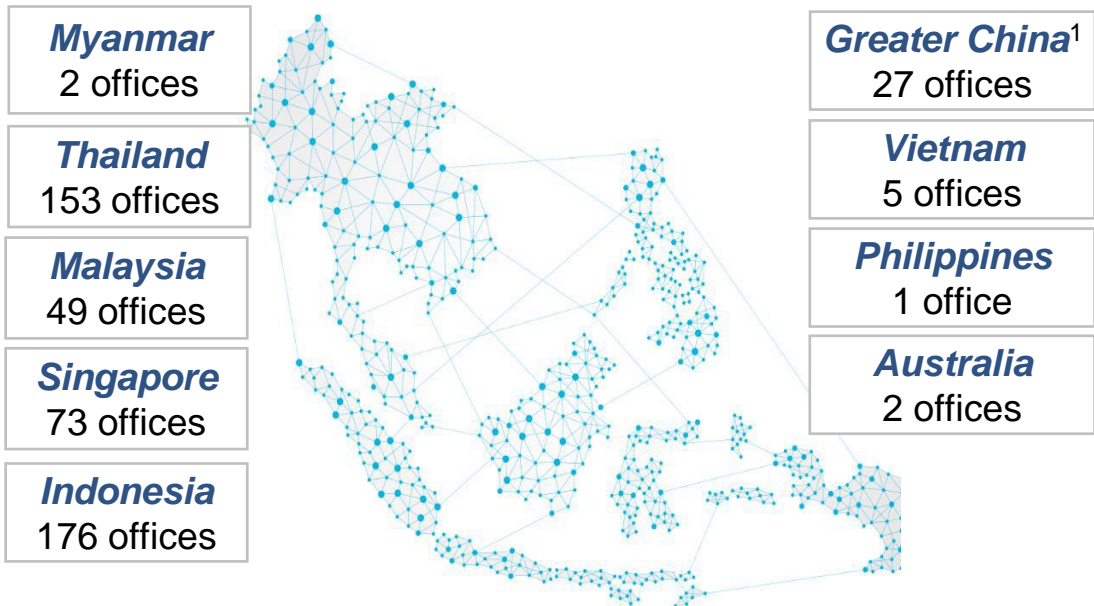 Myanmar
2 offices
Thailand
153 offices
Malaysia
49 offices
Singapore
73 offices
Indonesia
176 offices
Greater China¹
27 offices
Vietnam
5 offices
Philippines
1 office
Australia
2 offices